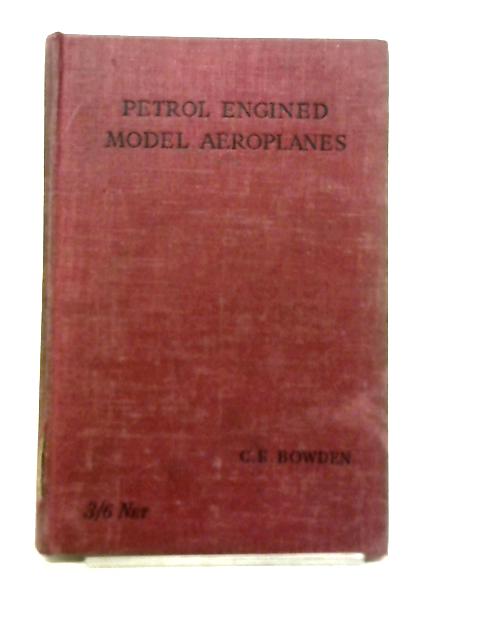 PETROL ENGINED
MODEL AEROPLANES
C. E. BOWDEN
3/6 NET